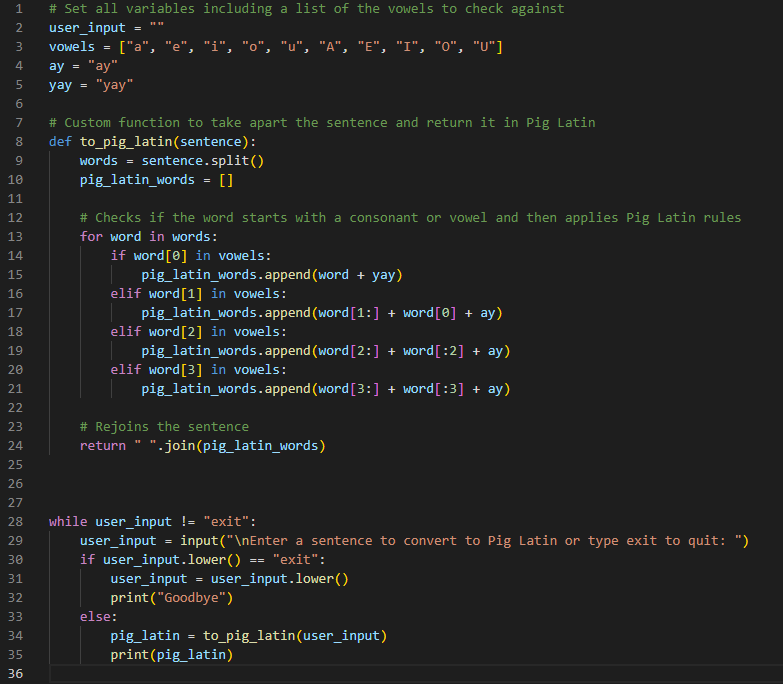 1 # Set all variables including a list of the vowels to check against
2 user_input = ""
3 vowels = ["a", "e", "i", "o", "u", "A", "E", "I", "O", "U"]
4 ay = "ay"
5 yay = "yay"
6
7 # Custom function to take apart the sentence and return it in Pig Latin
8 def to_pig_latin(sentence):
9     words = sentence.split()
10     pig_latin_words = []
11
12     # Checks if the word starts with a consonant or vowel and then applies Pig Latin rules
13     for word in words:
14         if word[0] in vowels:
15             pig_latin_words.append(word + yay)
16         elif word[1] in vowels:
17             pig_latin_words.append(word[1:] + word[0] + ay)
18         elif word[2] in vowels:
19             pig_latin_words.append(word[2:] + word[:2] + ay)
20         elif word[3] in vowels:
21             pig_latin_words.append(word[3:] + word[:3] + ay)
22
23     # Rejoins the sentence
24     return " ".join(pig_latin_words)
25
26
27
28 while user_input != "exit":
29     user_input = input("\nEnter a sentence to convert to Pig Latin or type exit to quit: ")
30     if user_input.lower() == "exit":
31         user_input = user_input.lower()
32         print("Goodbye")
33     else:
34         pig_latin = to_pig_latin(user_input)
35         print(pig_latin)
36